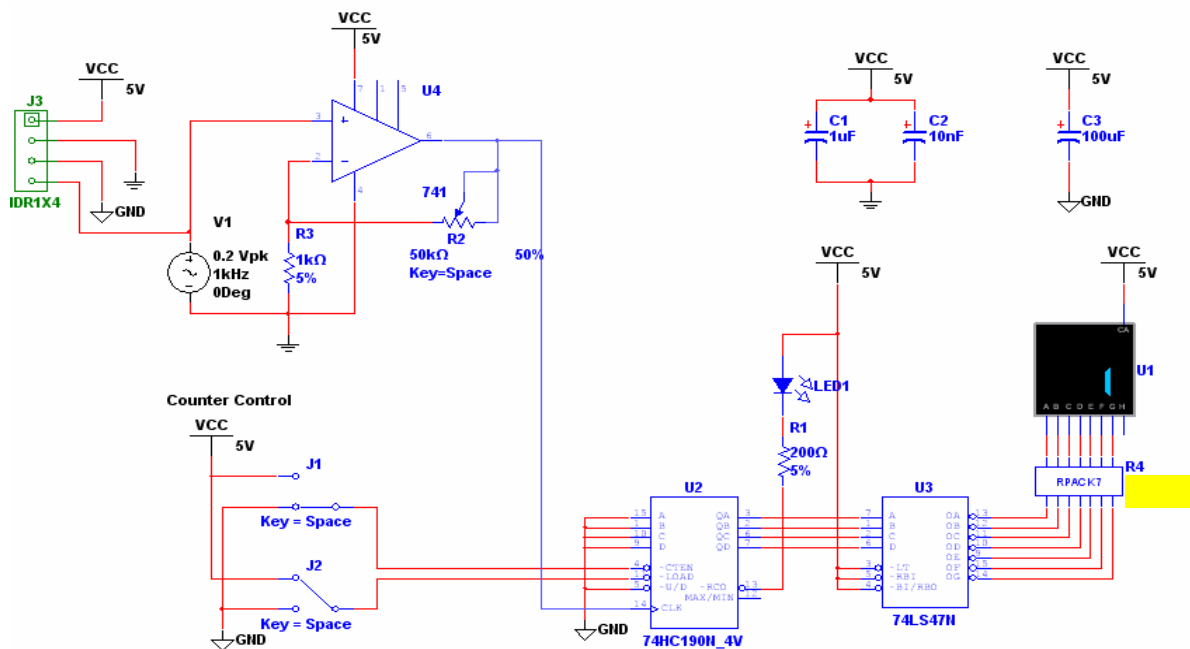 VCC
5V
VCC
5V
J3
IDR1X4
GND
V1
0.2 Vpk
1kHz
0Deg
7
1
5
U4
3
2
6
4
741
R3
1kΩ
5%
R2
50kΩ
50%
Key=Space
VCC
5V
C1
1uF
C2
10nF
VCC
5V
C3
100uF
GND
Counter Control
VCC
5V
J1
Key = Space
J2
Key = Space
GND
VCC
5V
LED1
R1
200Ω
5%
U2
15 A QA 3
1 B QB 2
10 C QC 6
9 D QD 7
4 ~CTEN
~LOAD
5 ~U/D ~RCO 13
MAX/MIN 12
14 CLK
74HC190N_4V
GND
U3
7 A OA 13
1 B OB 12
2 C OC 11
6 D OD 10
OE 9
3 ~LT OF 15
5 ~RBI OG 14
4 ~BI/RBO
74LS47N
VCC
5V
CA
U1
A B C D E F G H
R4
RPACK7